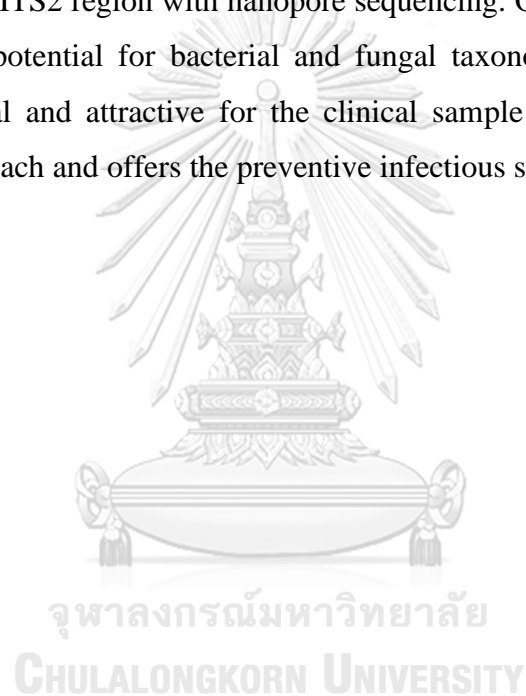 ITS2 region with nanopore sequencing.
potential for bacterial and fungal
al and attractive for the clinical sample
ach and offers the preventive infectious
จุฬาลงกรณ์มหาวิทยาลัย
CHULALONGKORN UNIVERSITY